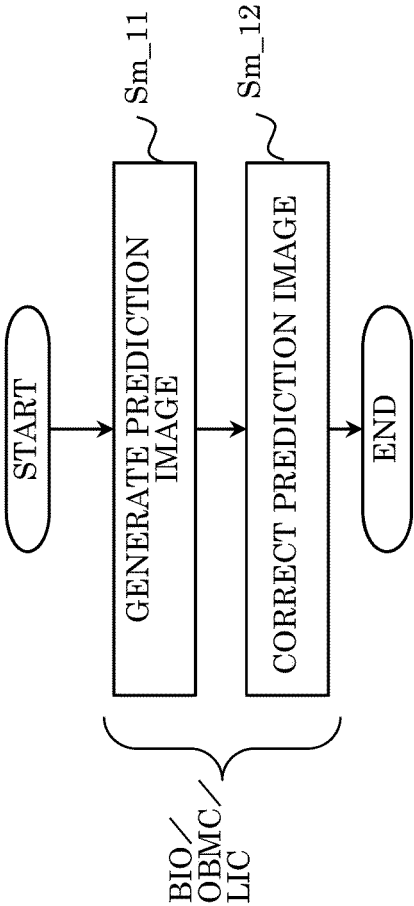 START
GENERATE PREDICTION
IMAGE
Sm_11
CORRECT PREDICTION IMAGE
Sm_12
END
BIO/
OBMC/
LIC